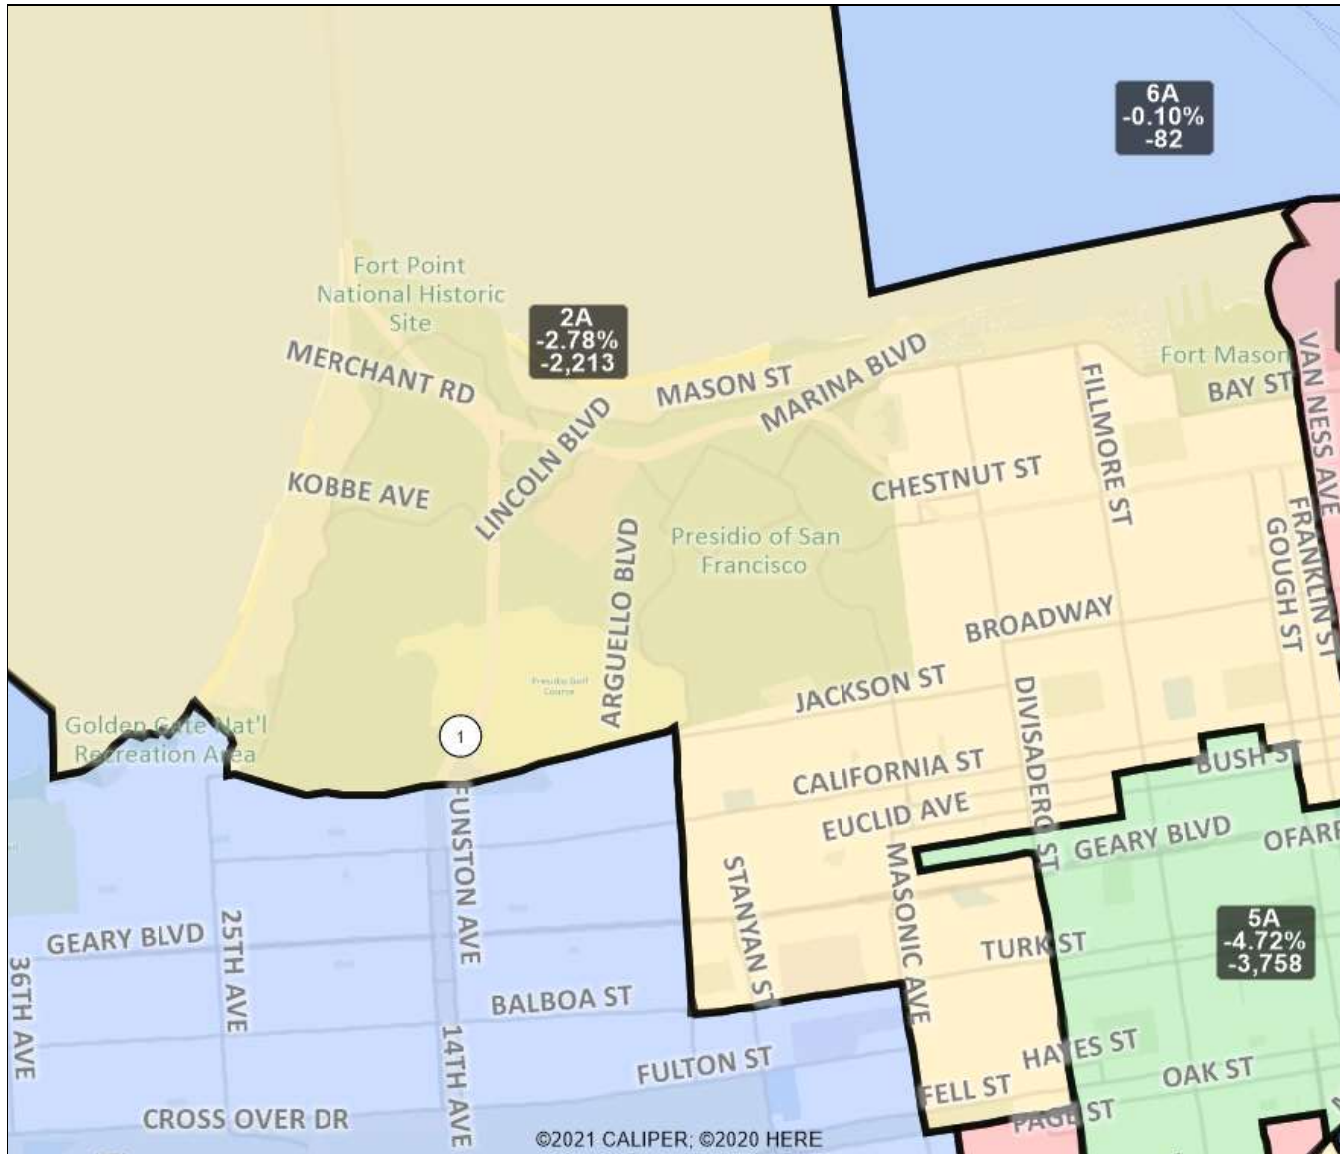 6A
-0.10%
-82
Fort Point
National Historic
Site
2A
-2.78%
-2,213
Fort Mason
VAN NESS AVE
BAY ST
MERCHANT RD
MASON ST
MARINA BLVD
FILLMORE ST
LINCOLN BLVD
KOBBE AVE
CHESTNUT ST
FRANKLIN ST
GOUGH ST
ARGUELLO BLVD
Presidio of San
Francisco
BROADWAY
Presidio Golf
Course
JACKSON ST
DIVISADERO ST
Golden Gate Nat'l
Recreation Area
1
CALIFORNIA ST
BUSH ST
EUCLID AVE
GEARY BLVD
OFARR
FUNSTON AVE
STANYAN ST
MASONIC AVE
5A
-4.72%
-3,758
GEARY BLVD
25TH AVE
36TH AVE
TURK ST
BALBOA ST
14TH AVE
FULTON ST
HAYES ST
OAK ST
FELL ST
PAGE ST
CROSS OVER DR
©2021 CALIPER; ©2020 HERE